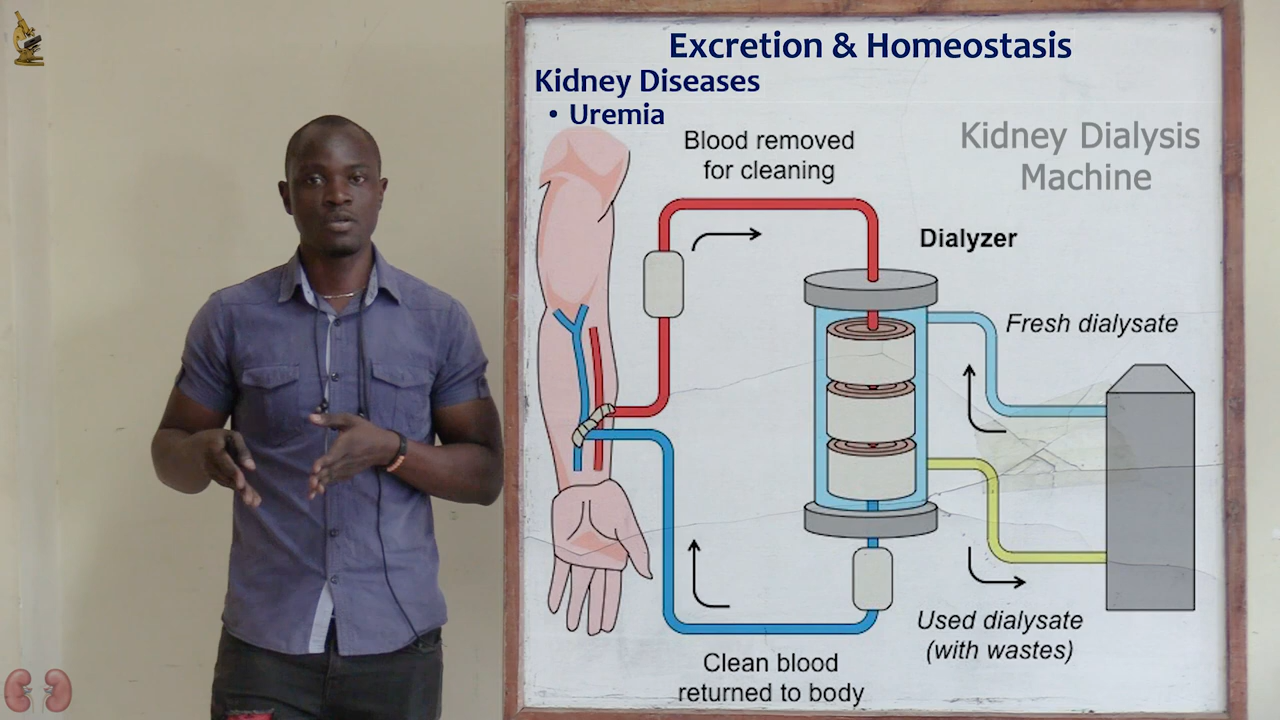 Excretion & Homeostasis
Kidney Diseases
• Uremia
Blood removed
for cleaning
Kidney Dialysis
Machine
Dialyzer
Fresh dialysate
Used dialysate
(with wastes)
Clean blood
returned to body